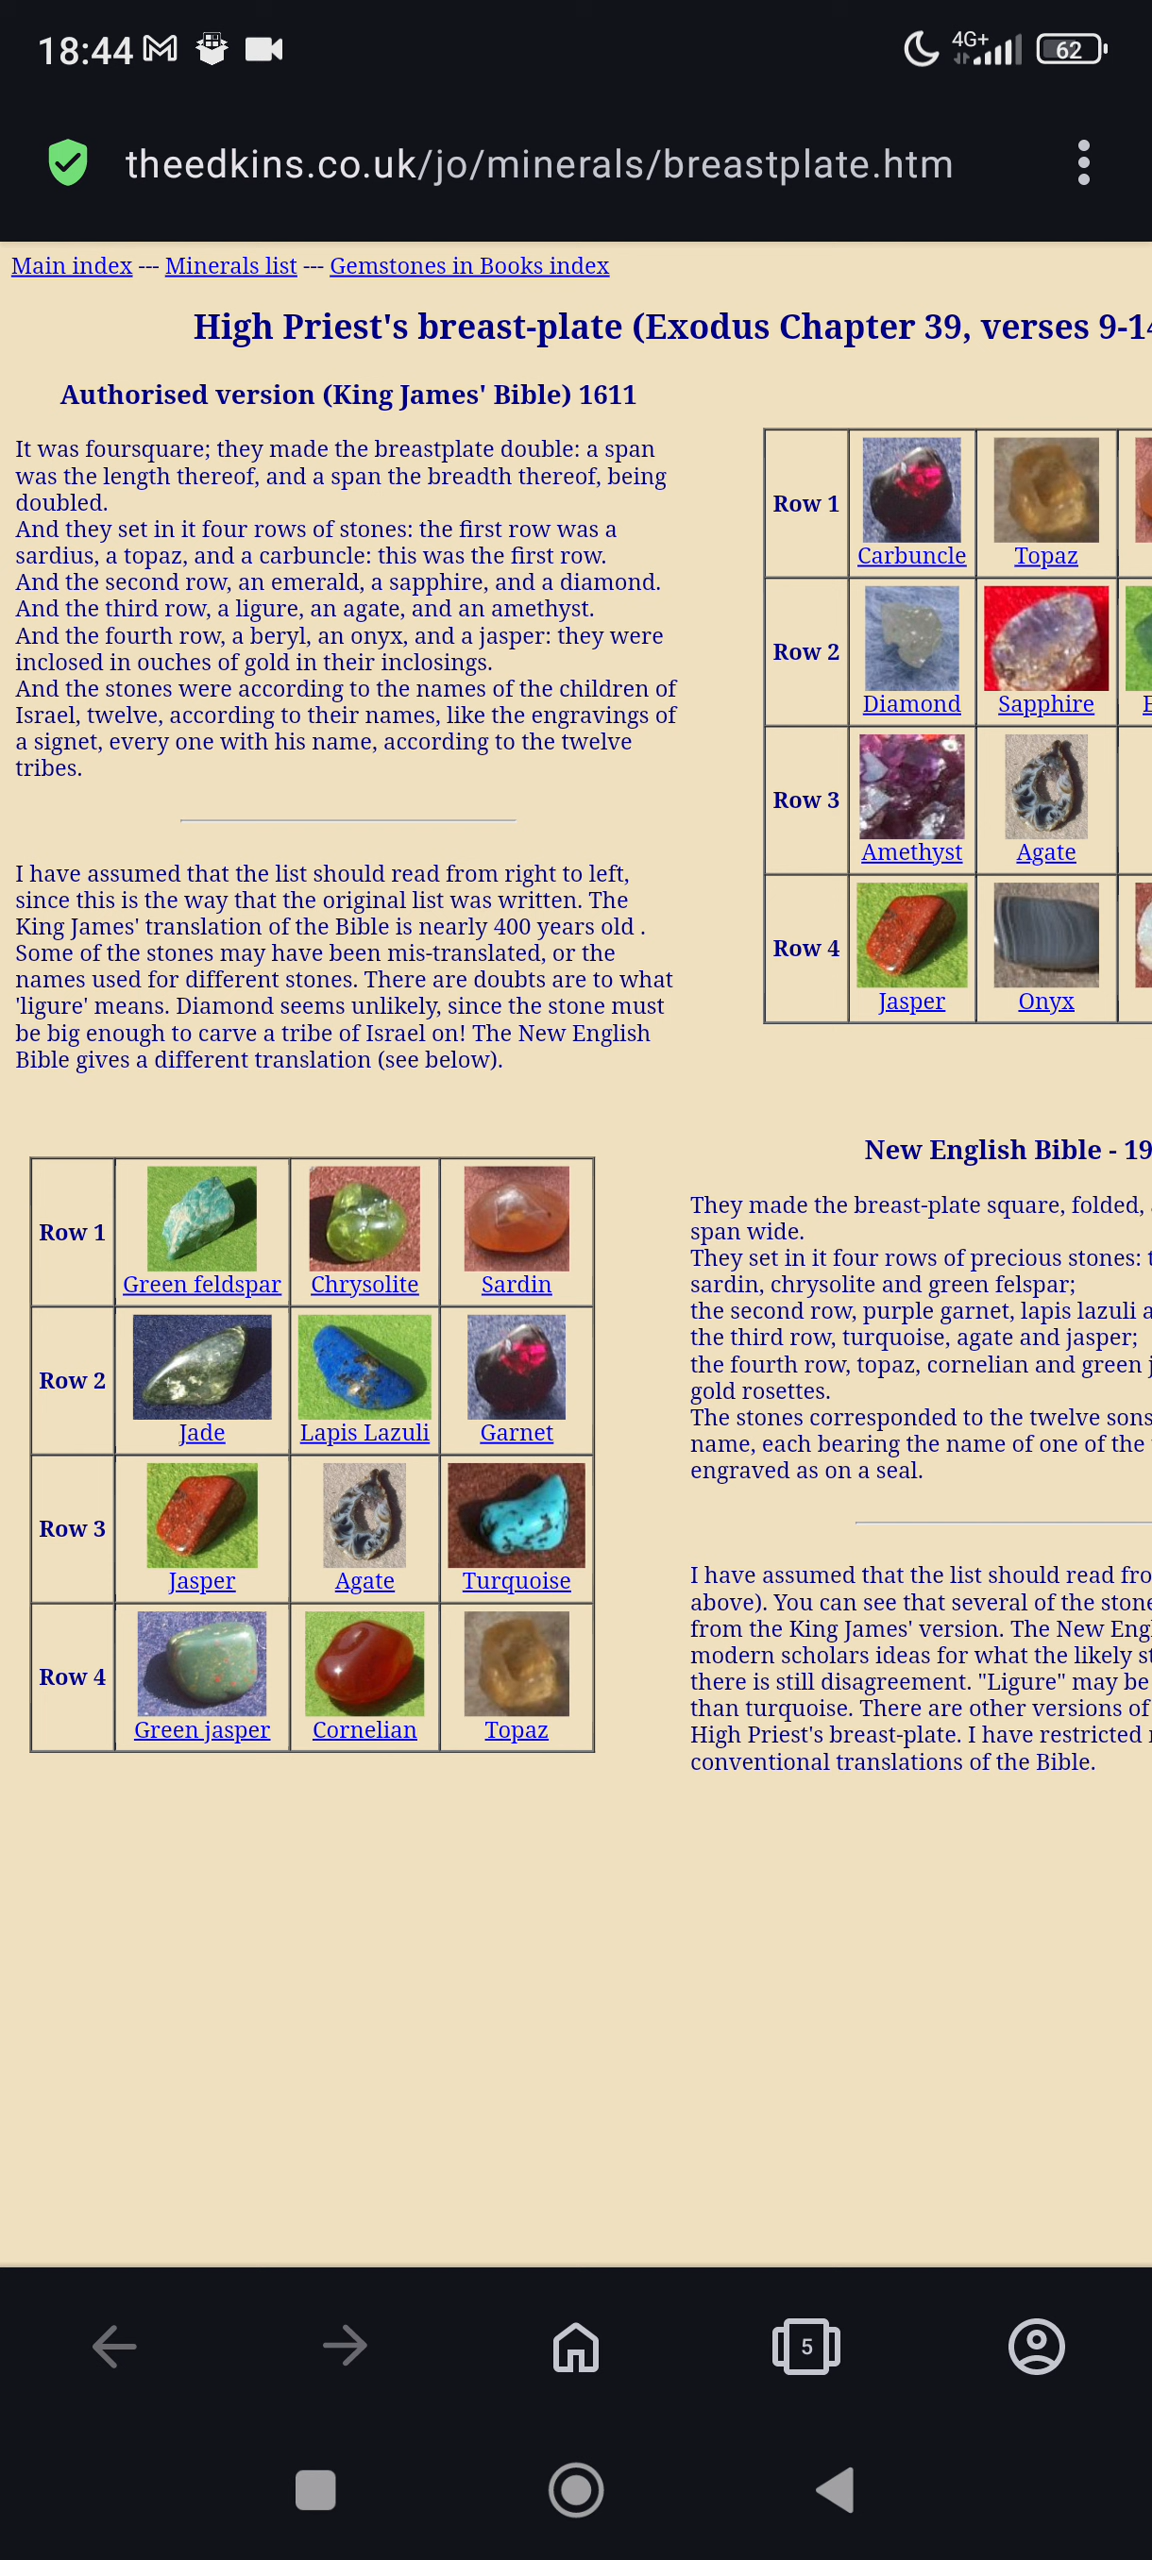 18:44
4G+
62
theedkins.co.uk/jo/minerals/breastplate.htm
Main index --- Minerals list --- Gemstones in Books index
High Priest's breast-plate (Exodus Chapter 39, verses 9-14
Authorised version (King James' Bible) 1611
It was foursquare; they made the breastplate double: a span
was the length thereof, and a span the breadth thereof, being
doubled.
And they set in it four rows of stones: the first row was a
sardius, a topaz, and a carbuncle: this was the first row.
And the second row, an emerald, a sapphire, and a diamond.
And the third row, a ligure, an agate, and an amethyst.
And the fourth row, a beryl, an onyx, and a jasper: they were
inclosed in ouches of gold in their inclosings.
And the stones were according to the names of the children of
Israel, twelve, according to their names, like the engravings of
a signet, every one with his name, according to the twelve
tribes.
I have assumed that the list should read from right to left,
since this is the way that the original list was written. The
King James' translation of the Bible is nearly 400 years old .
Some of the stones may have been mis-translated, or the
names used for different stones. There are doubts are to what
'ligure' means. Diamond seems unlikely, since the stone must
be big enough to carve a tribe of Israel on! The New English
Bible gives a different translation (see below).
Row 1
Carbuncle
Topaz
Row 2
Diamond
Sapphire
Row 3
Amethyst
Agate
Row 4
Jasper
Onyx
Row 1
Green feldspar
Chrysolite
Sardin
Row 2
Jade
Lapis Lazuli
Garnet
Row 3
Jasper
Agate
Turquoise
Row 4
Green jasper
Cornelian
Topaz
New English Bible - 19
They made the breast-plate square, folded,
span wide.
They set in it four rows of precious stones:
sardin, chrysolite and green felspar;
the second row, purple garnet, lapis lazuli
the third row, turquoise, agate and jasper;
the fourth row, topaz, cornelian and green
gold rosettes.
The stones corresponded to the twelve sons
name, each bearing the name of one of the
engraved as on a seal.
I have assumed that the list should read
above). You can see that several of the
from the King James' version. The New
modern scholars ideas for what the likely
there is still disagreement. "Ligure" may be
than turquoise. There are other versions of
High Priest's breast-plate. I have restricted
conventional translations of the Bible.
5